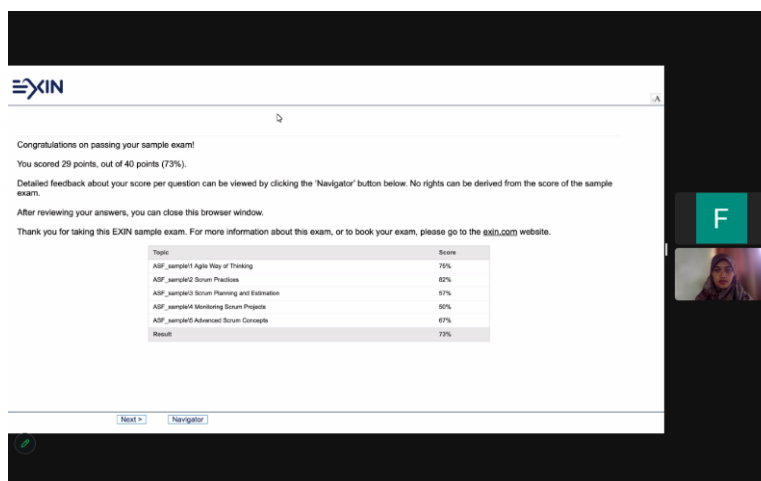 EXIN
A
Congratulations on passing your sample exam!
You scored 29 points, out of 40 points (73%).
Detailed feedback about your score per question can be viewed by clicking the 'Navigator' button below. No rights can be derived from the score of the sample
exam.
After reviewing your answers, you can close this browser window.
Thank you for taking this EXIN sample exam. For more information about this exam, or to book your exam, please go to the exin.com website.
Topic Score
ASF_sample\1 Agile Way of Thinking 75%
ASF_sample\2 Scrum Practices 82%
ASF_sample\3 Scrum Planning and Estimation 57%
ASF_sample\4 Monitoring Scrum Projects 50%
ASF_sample\5 Advanced Scrum Concepts 67%
Result 73%
Next > Navigator
F